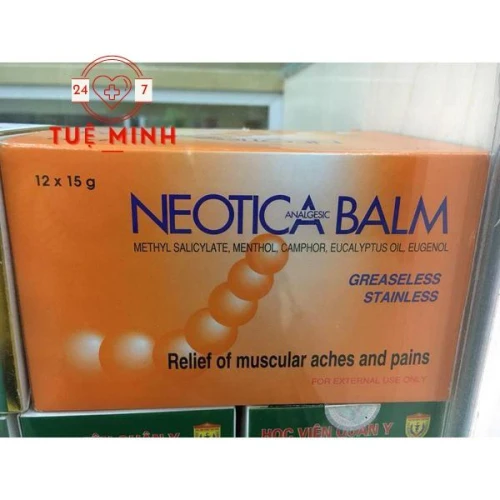 24 7
TUỆ MINH
12 x 15 g
NEOTICA BALM
ANALGESIC
METHYL SALICYLATE, MENTHOL, CAMPHOR, EUCALYPTUS OIL, EUGENOL
GREASELESS
STAINLESS
Relief of muscular aches and pains
FOR EXTERNAL USE ONLY
HỌC VIỆN QUÂN Y